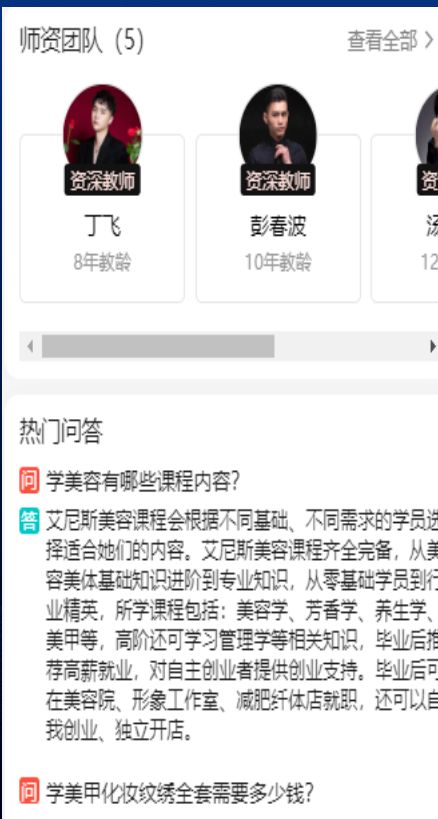 师资团队（5）
查看全部
资深教师
资深教师
丁飞
彭春波
8年教龄
10年教龄
12
热门问答
问 学美容有哪些课程内容?
答 艾尼斯美容课程会根据不同基础、不同需求的学员选
择适合她们的内容。艾尼斯美容课程齐全完备，从美
容美体基础知识进阶到专业知识，从零基础学员到行
业精英，所学课程包括：美容学、芳香学、养生学、
美甲等，高阶还可学习管理学等相关知识，毕业后推
荐高薪就业，对自主创业者提供创业支持。毕业后可
在美容院、形象工作室、减肥纤体店就职，还可以自
我创业、独立开店。
问 学美甲化妆纹绣全套需要多少钱?